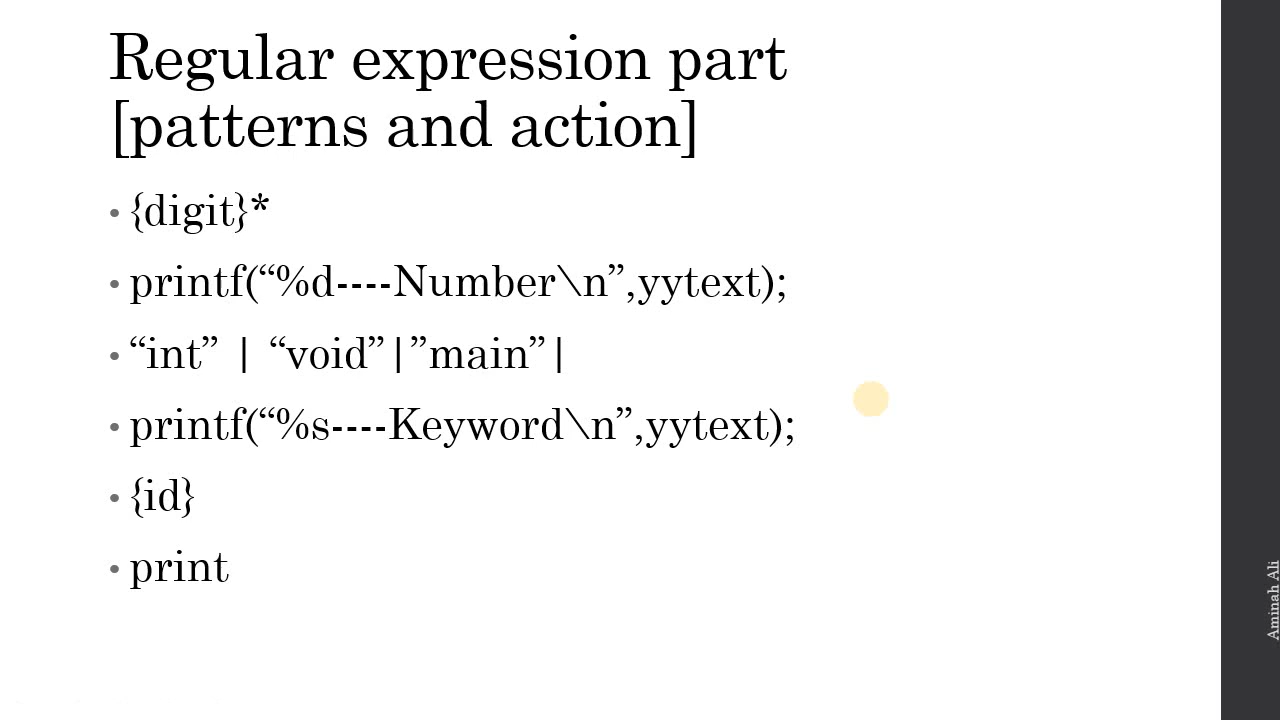 Regular expression part
[patterns and action]
• {digit}*
• printf(“%d----Number\n”,yytext);
• “int” | “void”|”main”|
• printf(“%s----Keyword\n”,yytext);
• {id}
• print
Aminah Ali